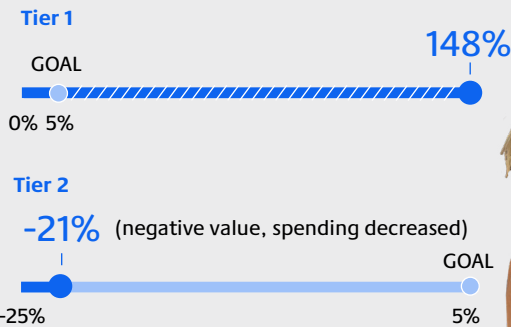 Tier 1
148%
GOAL
0% 5%
Tier 2
-21% (negative value, spending decreased)
GOAL
-25% 5%